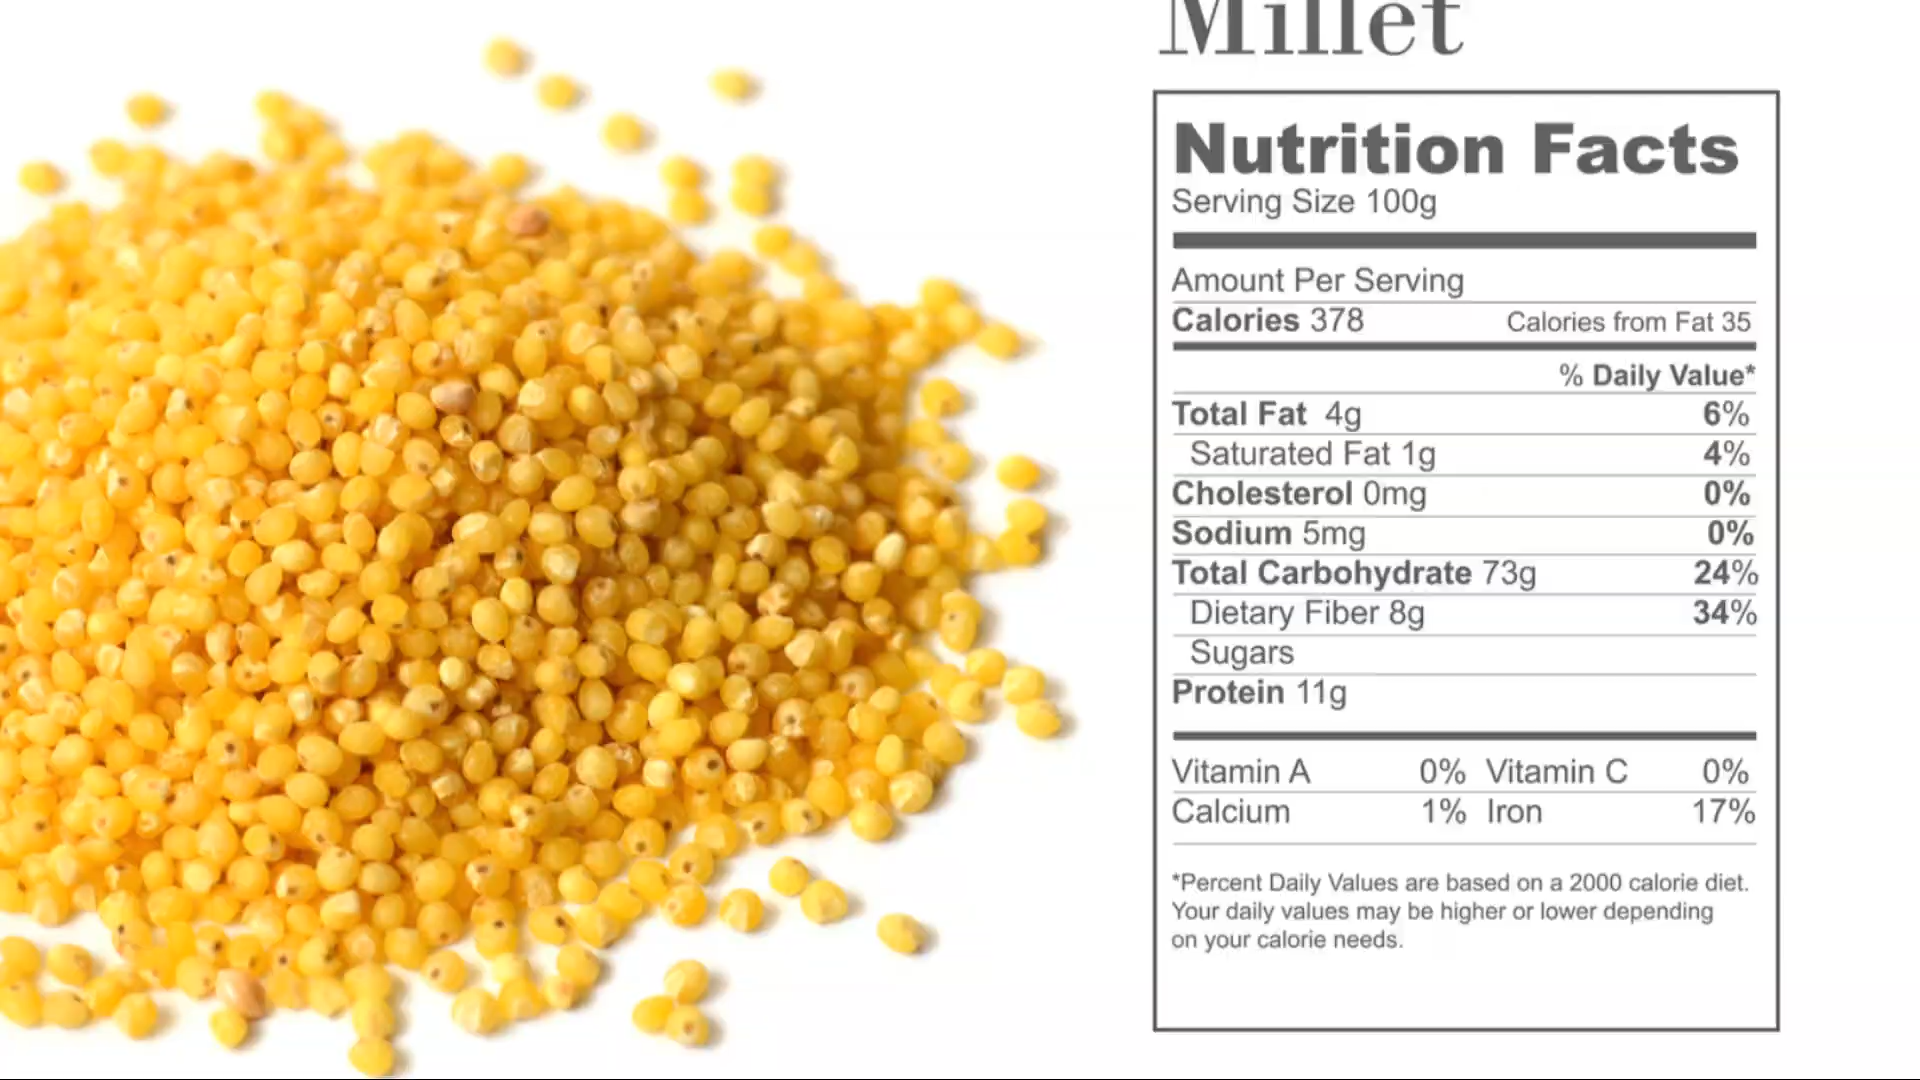 Millet
Nutrition Facts
Serving Size 100g
Amount Per Serving
Calories 378 Calories from Fat 35
% Daily Value*
Total Fat 4g 6%
Saturated Fat 1g 4%
Cholesterol 0mg 0%
Sodium 5mg 0%
Total Carbohydrate 73g 24%
Dietary Fiber 8g 34%
Sugars
Protein 11g
Vitamin A 0% Vitamin C 0%
Calcium 1% Iron 17%
*Percent Daily Values are based on a 2000 calorie diet.
Your daily values may be higher or lower depending
on your calorie needs.